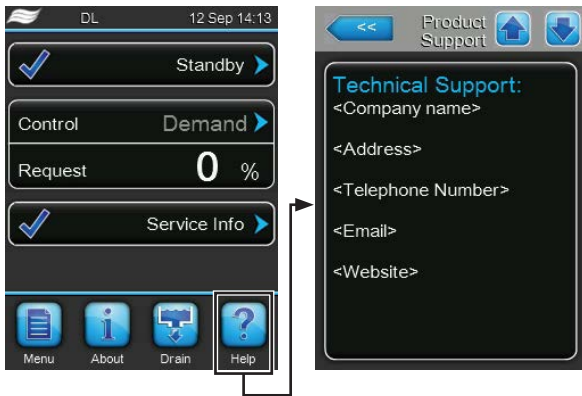 DL 12 Sep 14:13
Standby
Control Demand
Request 0 %
Service Info
Menu About Drain Help
<< Product
Support
Technical Support:
<Company name>
<Address>
<Telephone Number>
<Email>
<Website>